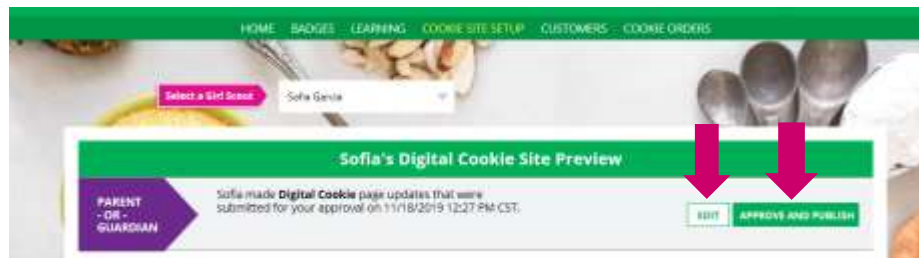 HOME BADGES LEARNING COOKIE SITE SETUP CUSTOMERS COOKIE ORDERS
Select a Girl Scout Sofia Garcia
Sofia's Digital Cookie Site Preview
PARENT
- OR -
GUARDIAN
Sofia made Digital Cookie page updates that were
submitted for your approval on 11/18/2019 12:27 PM CST.
EDIT APPROVE AND PUBLISH